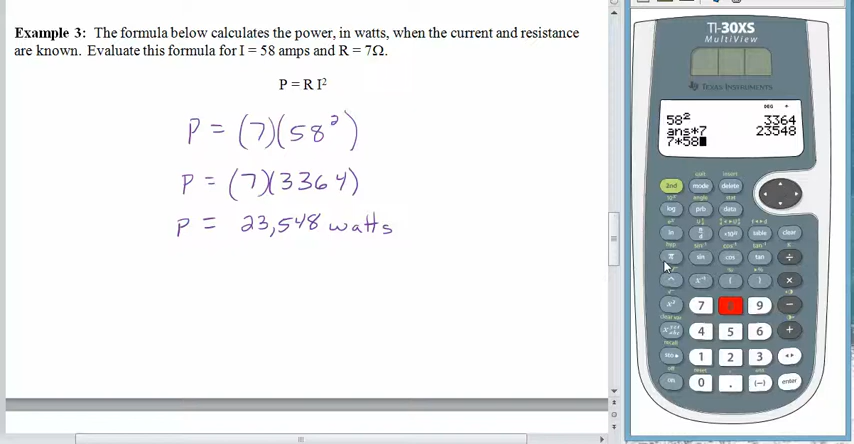 Example 3: The formula below calculates the power, in watts, when the current and resistance
are known. Evaluate this formula for I = 58 amps and R = 7Ω.
P = R I²
P = (7)(58²)
P = (7)(3364)
P = 23,548 watts
TI-30XS
MultiView
TEXAS INSTRUMENTS
DEG
58² 3364
ans*7 23548
7*58
2nd mode delete
log prb data
ln n/d table clear
π sin cos tan ÷
^ ( ) ×
x² 7 8 9 −
4 5 6 +
sto▸ 1 2 3
on 0 . (−) enter